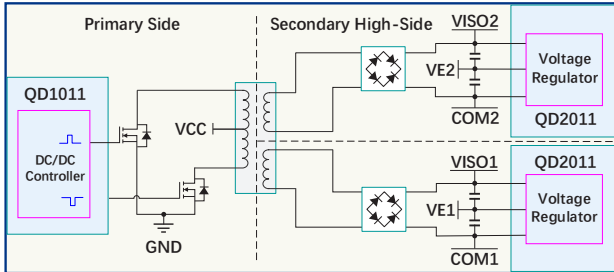 Primary Side
Secondary High-Side
QD1011
DC/DC
Controller
VCC
GND
VISO2
VE2
COM2
Voltage
Regulator
QD2011
VISO1
VE1
COM1
QD2011
Voltage
Regulator